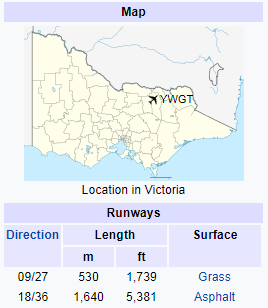 Map
YWGT
Location in Victoria
Runways
Direction Length Surface
m ft
09/27 530 1,739 Grass
18/36 1,640 5,381 Asphalt